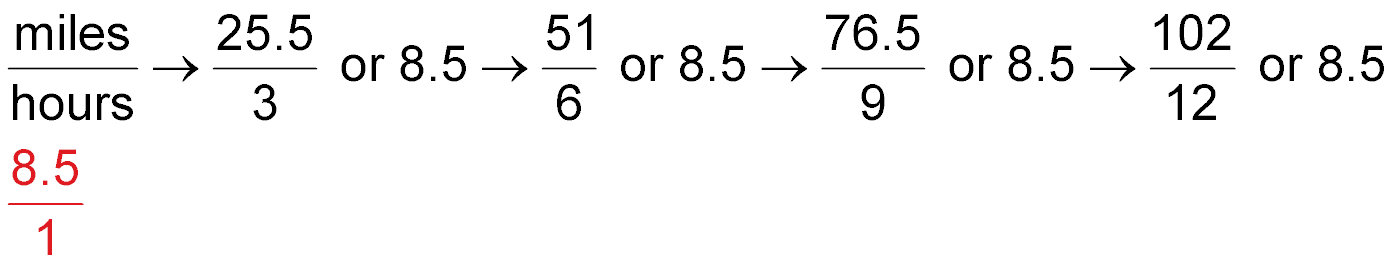 miles/hours → 25.5/3 or 8.5 → 51/6 or 8.5 → 76.5/9 or 8.5 → 102/12 or 8.5
8.5/1